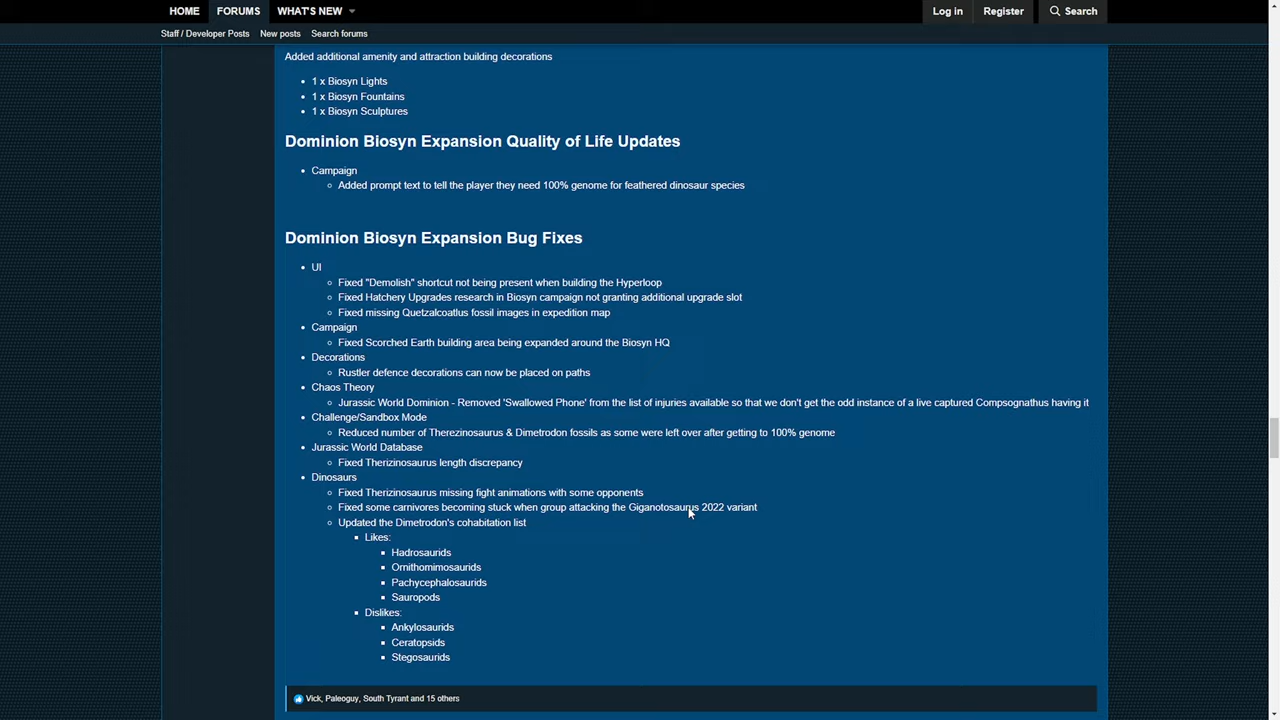 HOME FORUMS WHAT'S NEW Log in Register Search
Staff / Developer Posts New posts Search forums
Added additional amenity and attraction building decorations
1 x Biosyn Lights
1 x Biosyn Fountains
1 x Biosyn Sculptures
Dominion Biosyn Expansion Quality of Life Updates
Campaign
Added prompt text to tell the player they need 100% genome for feathered dinosaur species
Dominion Biosyn Expansion Bug Fixes
UI
Fixed "Demolish" shortcut not being present when building the Hyperloop
Fixed Hatchery Upgrades research in Biosyn campaign not granting additional upgrade slot
Fixed missing Quetzalcoatlus fossil images in expedition map
Campaign
Fixed Scorched Earth building area being expanded around the Biosyn HQ
Decorations
Rustler defence decorations can now be placed on paths
Chaos Theory
Jurassic World Dominion - Removed 'Swallowed Phone' from the list of injuries available so that we don't get the odd instance of a live captured Compsognathus having it
Challenge/Sandbox Mode
Reduced number of Therezinosaurus & Dimetrodon fossils as some were left over after getting to 100% genome
Jurassic World Database
Fixed Therizinosaurus length discrepancy
Dinosaurs
Fixed Therizinosaurus missing fight animations with some opponents
Fixed some carnivores becoming stuck when group attacking the Giganotosaurus 2022 variant
Updated the Dimetrodon's cohabitation list
Likes:
Hadrosaurids
Ornithomimosaurids
Pachycephalosaurids
Sauropods
Dislikes:
Ankylosaurids
Ceratopsids
Stegosaurids
Vick, Paleoguy, South Tyrant and 15 others